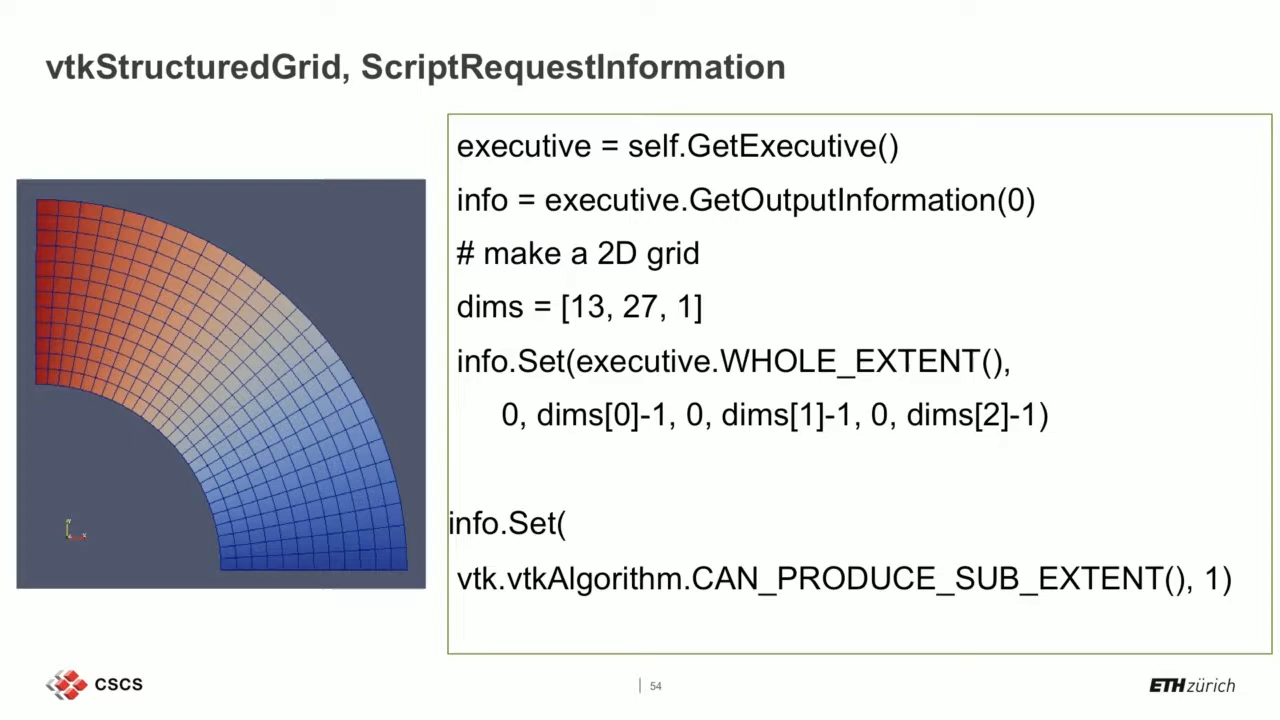 vtkStructuredGrid, ScriptRequestInformation
executive = self.GetExecutive()
info = executive.GetOutputInformation(0)
# make a 2D grid
dims = [13, 27, 1]
info.Set(executive.WHOLE_EXTENT(),
0, dims[0]-1, 0, dims[1]-1, 0, dims[2]-1)
info.Set(
vtk.vtkAlgorithm.CAN_PRODUCE_SUB_EXTENT(), 1)
CSCS
54
ETH zürich